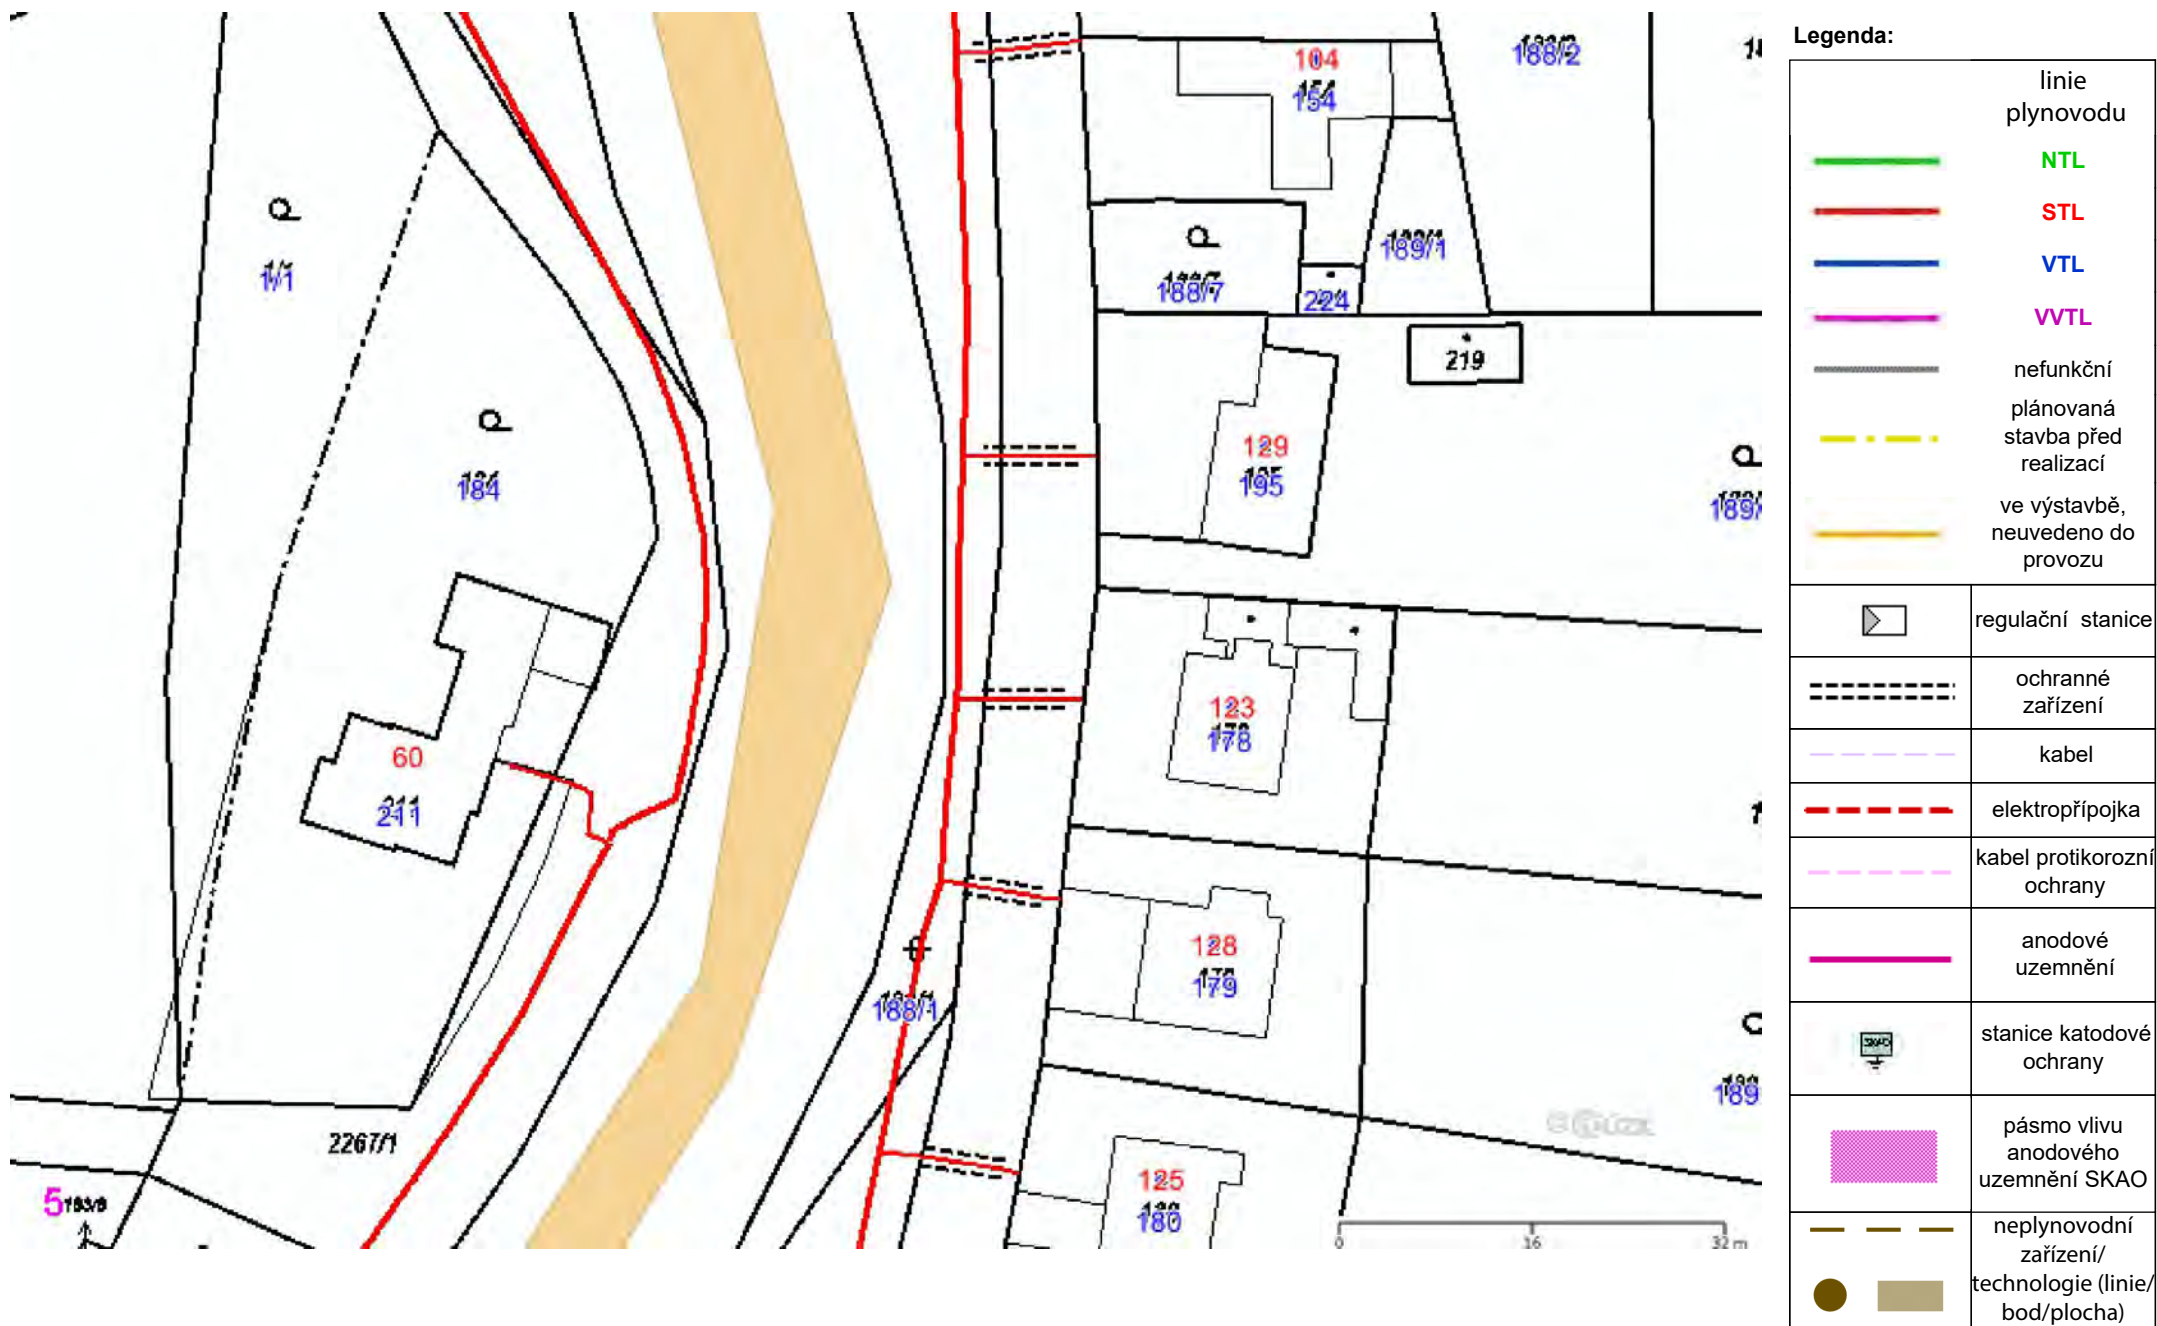 104
154
188/2
1/1
188/7
224
189/1
219
184
129
195
123
178
60
211
128
179
188/1
189
2267/1
5
125
180
0
16
32 m
Legenda:
linie
plynovodu
NTL
STL
VTL
VVTL
nefunkční
plánovaná
stavba před
realizací
ve výstavbě,
neuvedeno do
provozu
regulační stanice
ochranné
zařízení
kabel
elektropřípojka
kabel protikorozní
ochrany
anodové
uzemnění
stanice katodové
ochrany
pásmo vlivu
anodového
uzemnění SKAO
neplynovodní
zařízení/
technologie (linie/
bod/plocha)